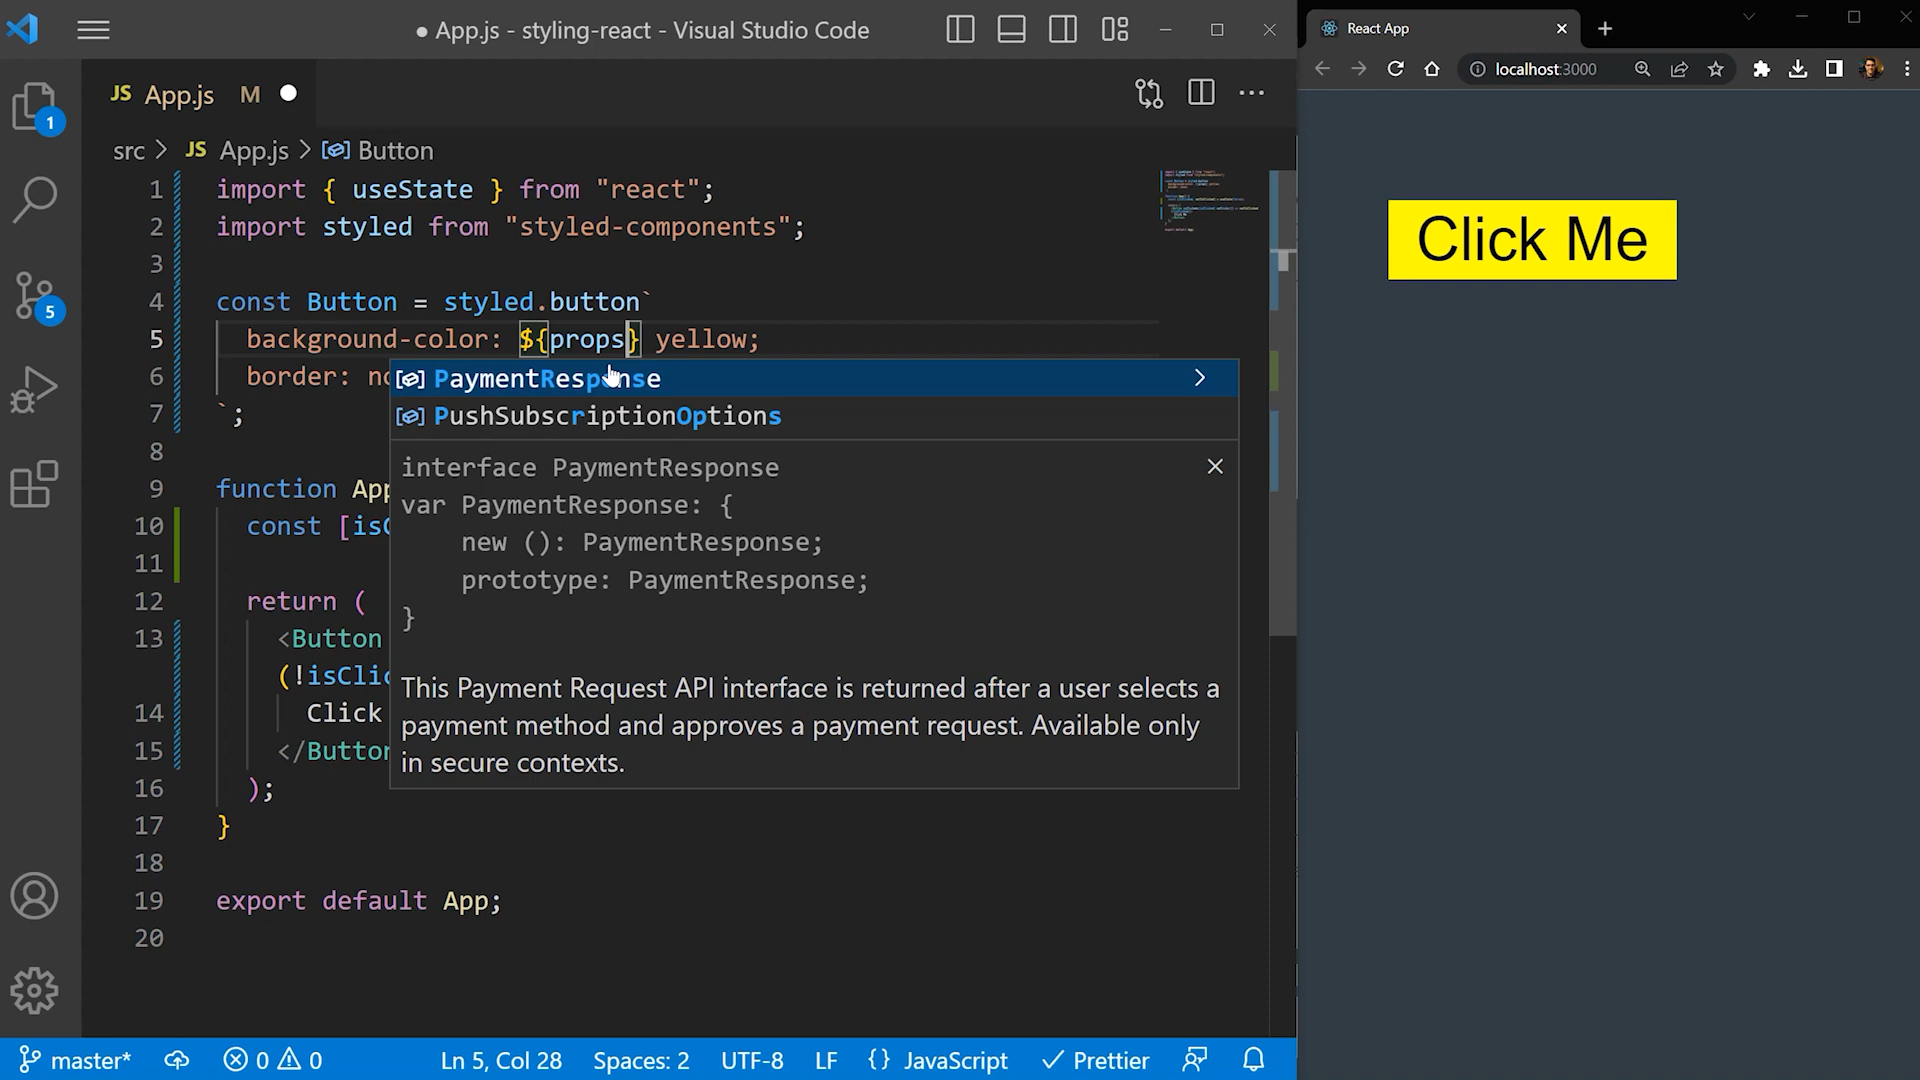 ● App.js - styling-react - Visual Studio Code
React App
JS App.js M
localhost:3000
1
src > JS App.js > Button
1 import { useState } from "react";
2 import styled from "styled-components";
3
4 const Button = styled.button`
5 background-color: ${props} yellow;
6 border: no
7 `;
8
9 function App
10 const [isC
11
12 return (
13 <Button
(!isClic
14 Click
15 </Button
16 );
17 }
18
19 export default App;
20
PaymentResponse
PushSubscriptionOptions
interface PaymentResponse
var PaymentResponse: {
new (): PaymentResponse;
prototype: PaymentResponse;
}
This Payment Request API interface is returned after a user selects a
payment method and approves a payment request. Available only
in secure contexts.
5
Click Me
master* 0 0 Ln 5, Col 28 Spaces: 2 UTF-8 LF {} JavaScript Prettier